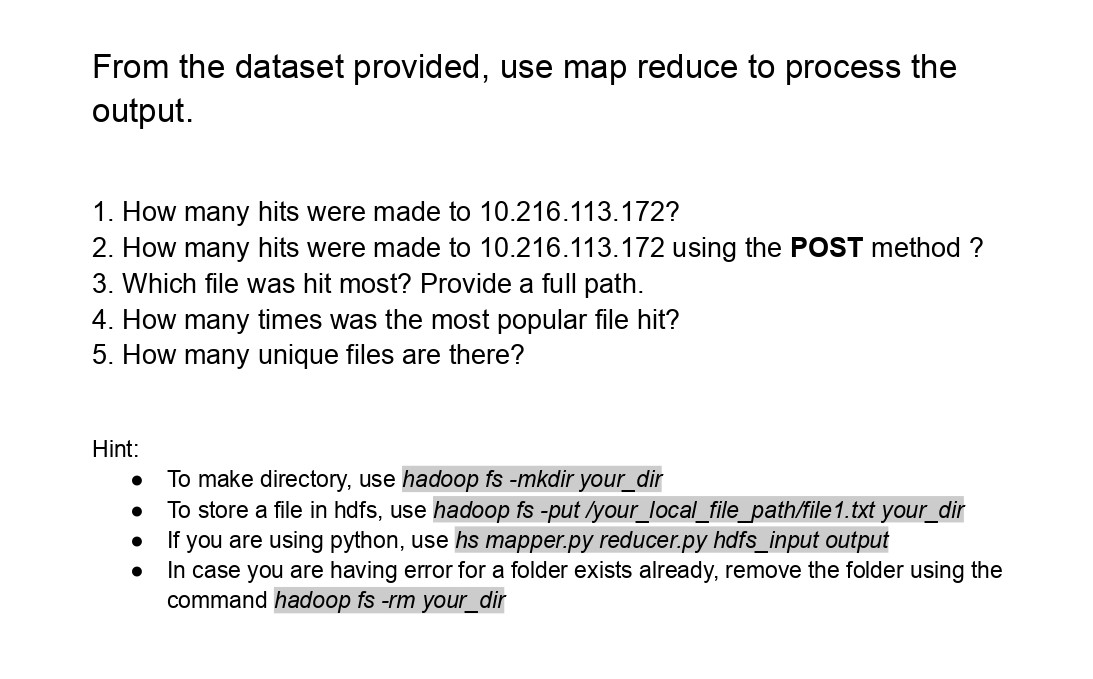 From the dataset provided, use map reduce to process the
output.
1. How many hits were made to 10.216.113.172?
2. How many hits were made to 10.216.113.172 using the POST method ?
3. Which file was hit most? Provide a full path.
4. How many times was the most popular file hit?
5. How many unique files are there?
Hint:
● To make directory, use hadoop fs -mkdir your_dir
● To store a file in hdfs, use hadoop fs -put /your_local_file_path/file1.txt your_dir
● If you are using python, use hs mapper.py reducer.py hdfs_input output
● In case you are having error for a folder exists already, remove the folder using the
command hadoop fs -rm your_dir